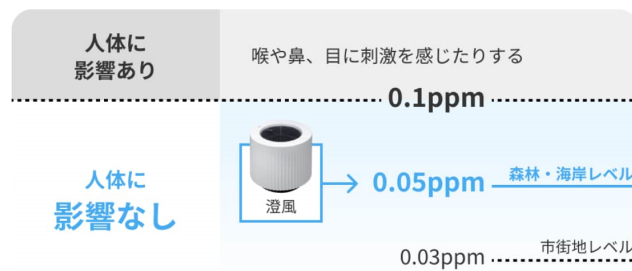 人体に
影響あり
喉や鼻、目に刺激を感じたりする
0.1ppm
人体に
影響なし
澄風
0.05ppm
森林・海岸レベル
市街地レベル
0.03ppm